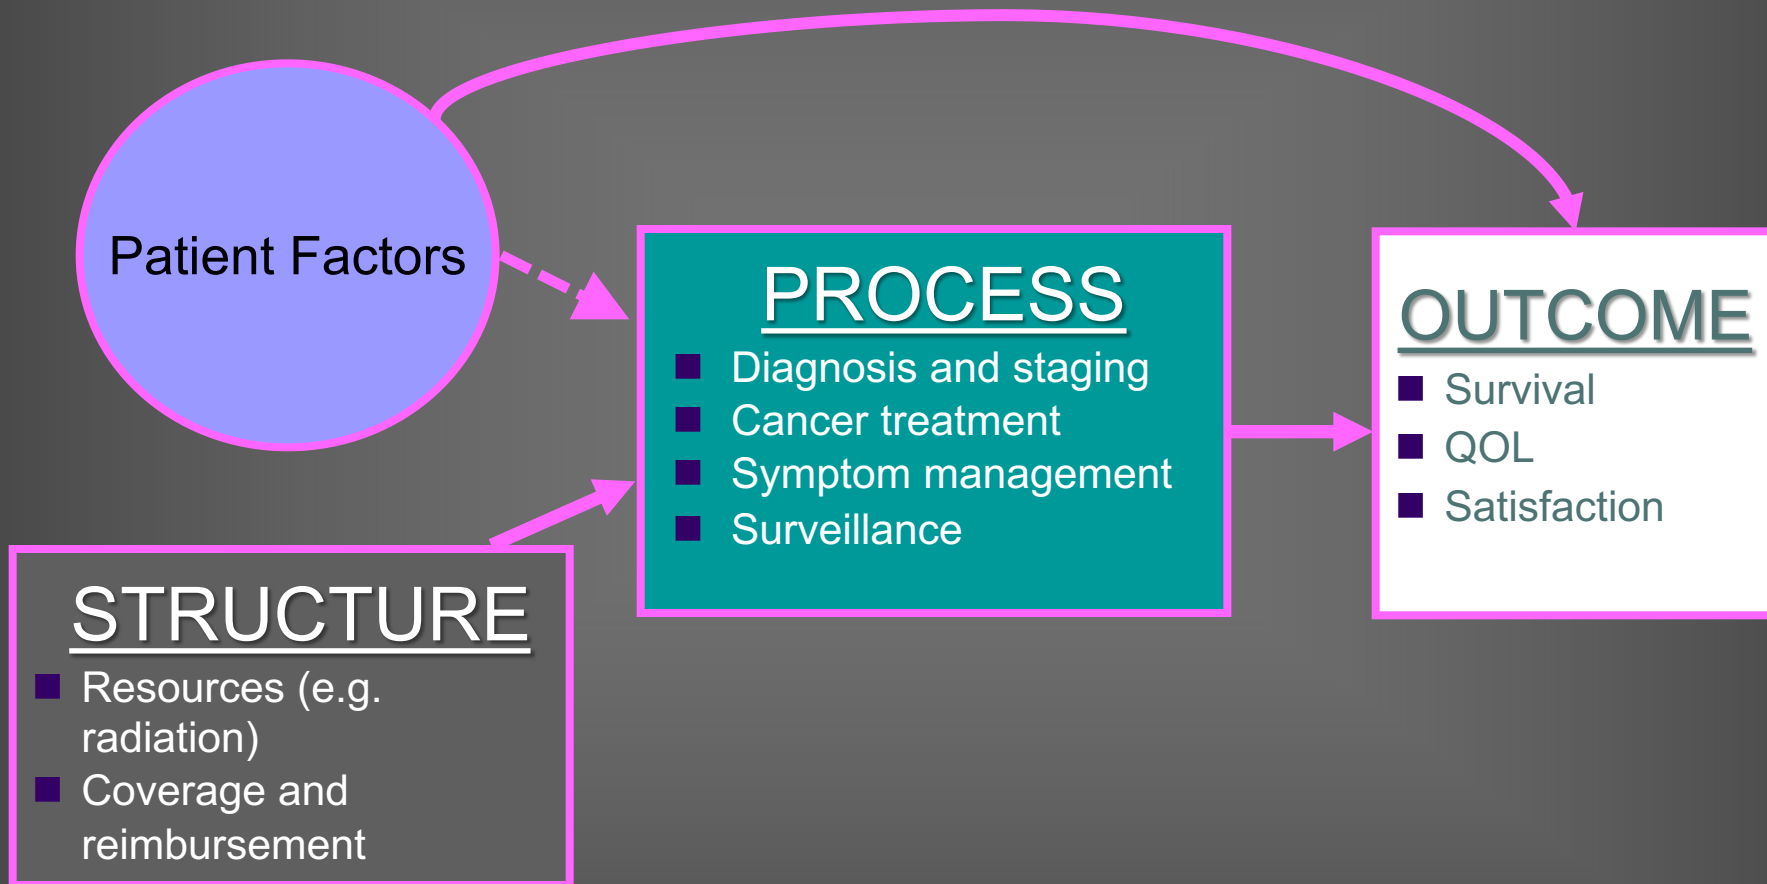 Patient Factors
PROCESS
Diagnosis and staging
Cancer treatment
Symptom management
Surveillance
OUTCOME
Survival
QOL
Satisfaction
STRUCTURE
Resources (e.g.
radiation)
Coverage and
reimbursement